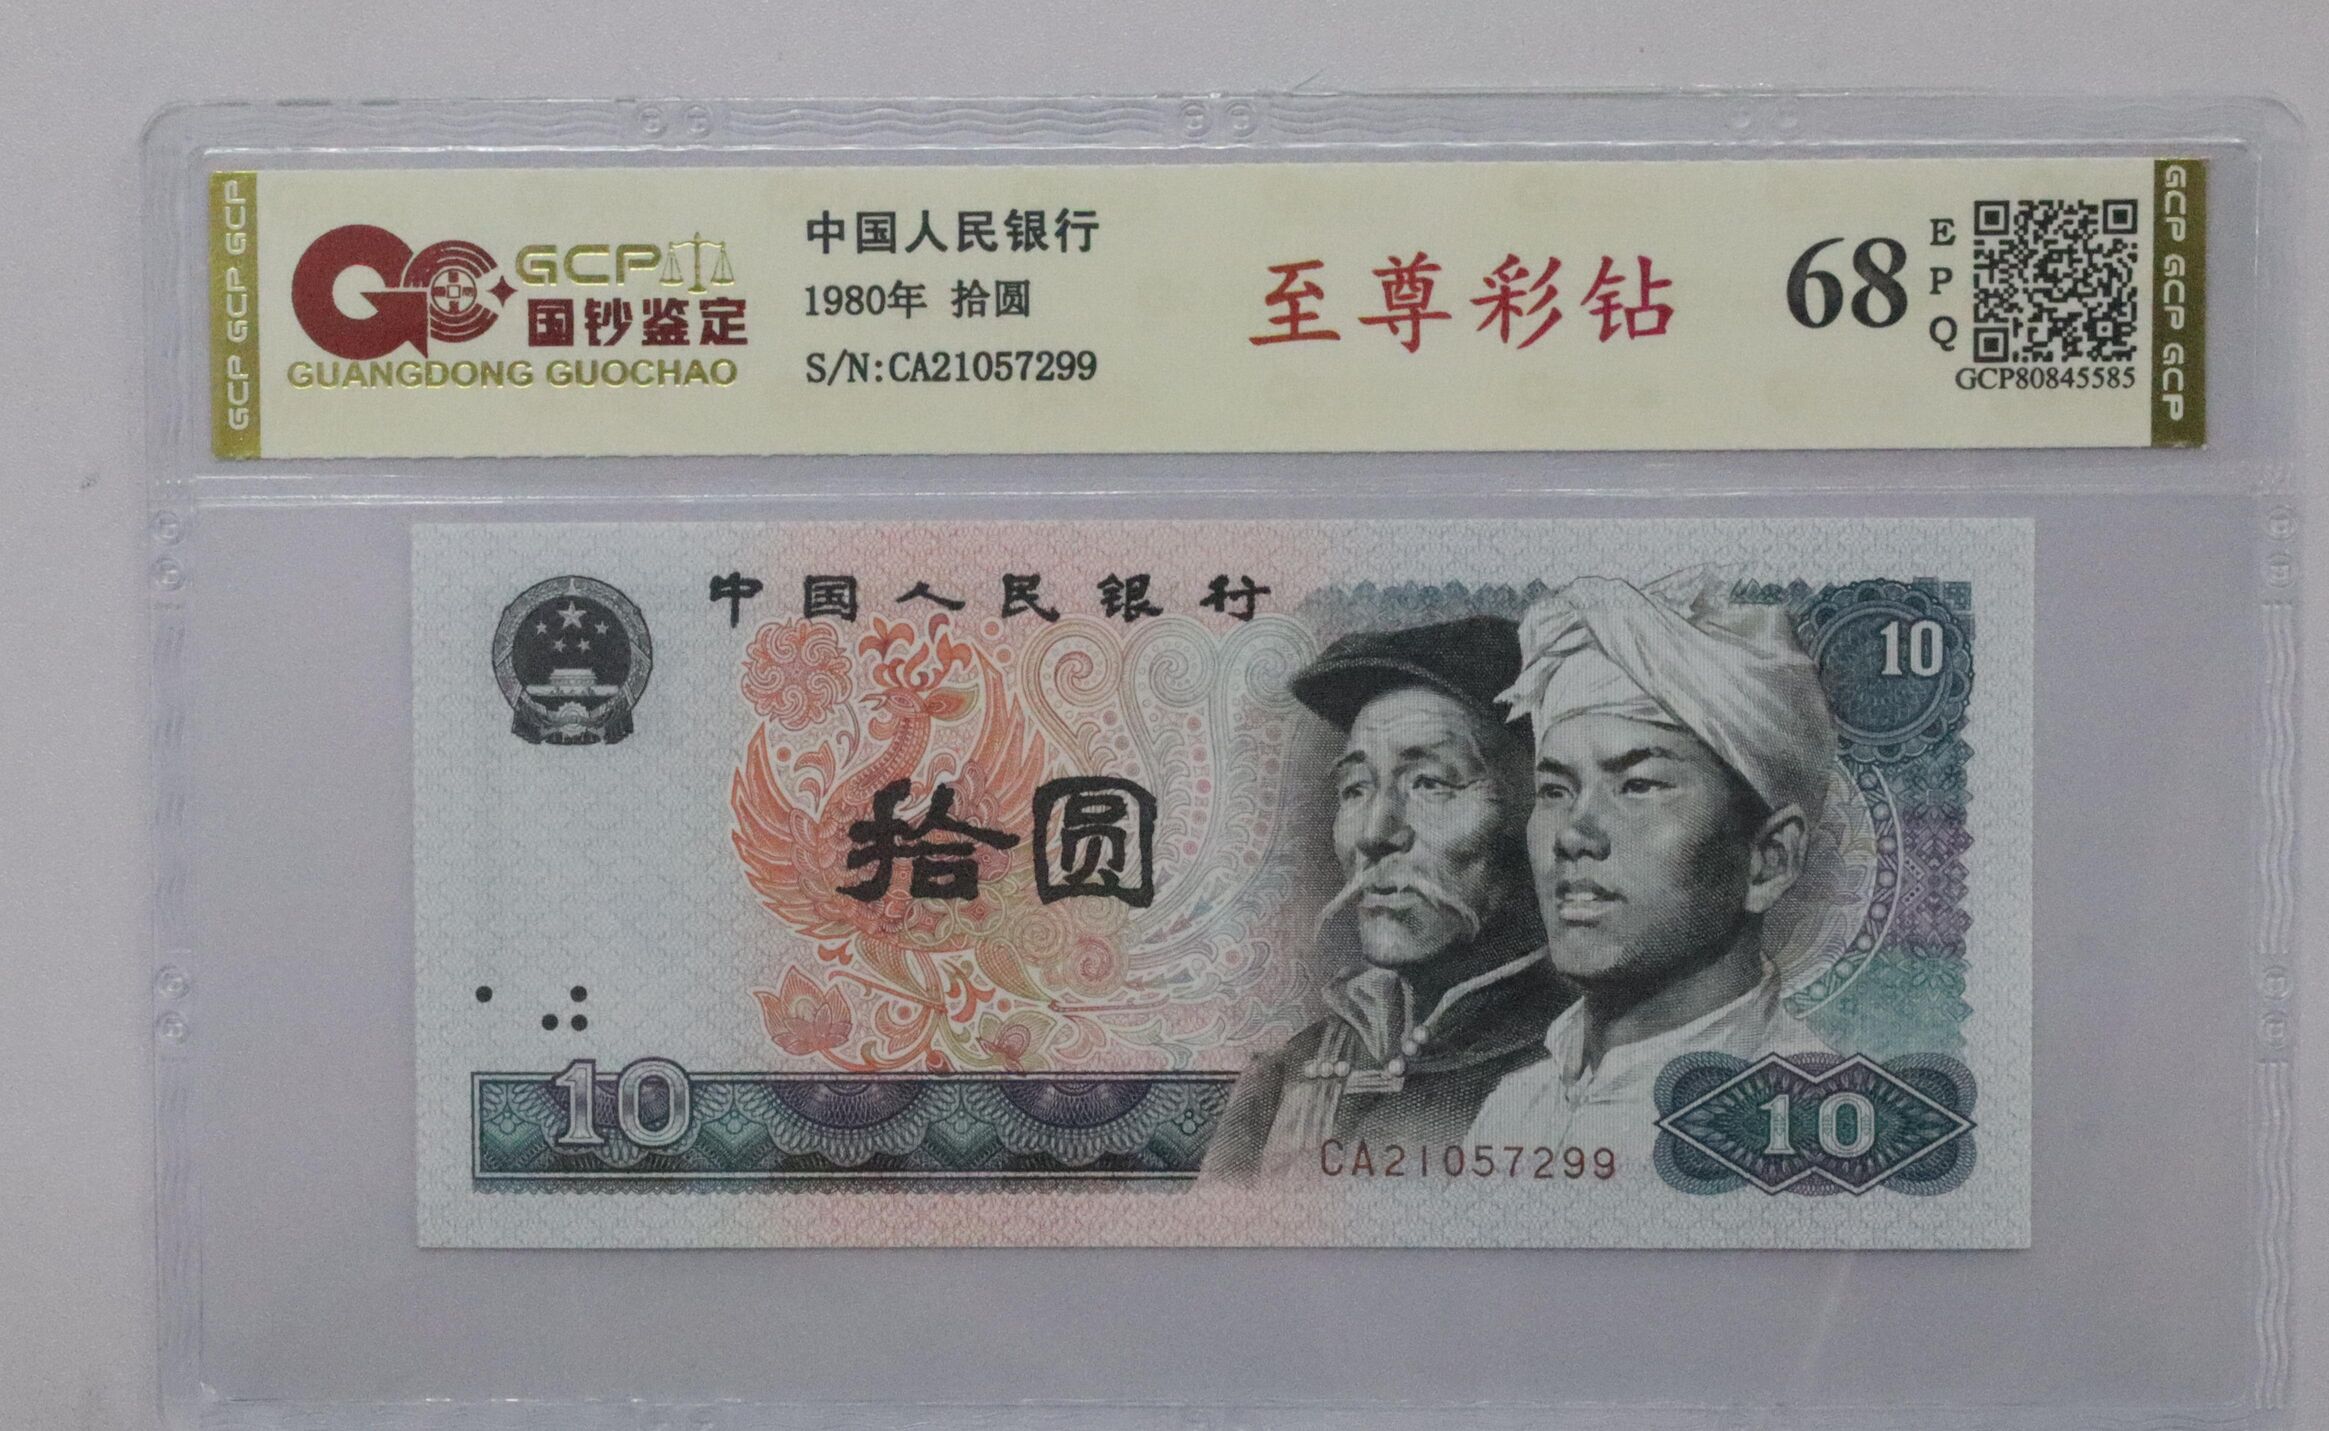 GCP GCP GCP
GCP
国钞鉴定
GUANGDONG GUOCHAO
中国人民银行
1980年 拾圆
S/N:CA21057299
至尊彩钻
68
EPQ
GCP80845585
GCP GCP GCP
中国人民银行
10
拾圆
10
CA21057299
10